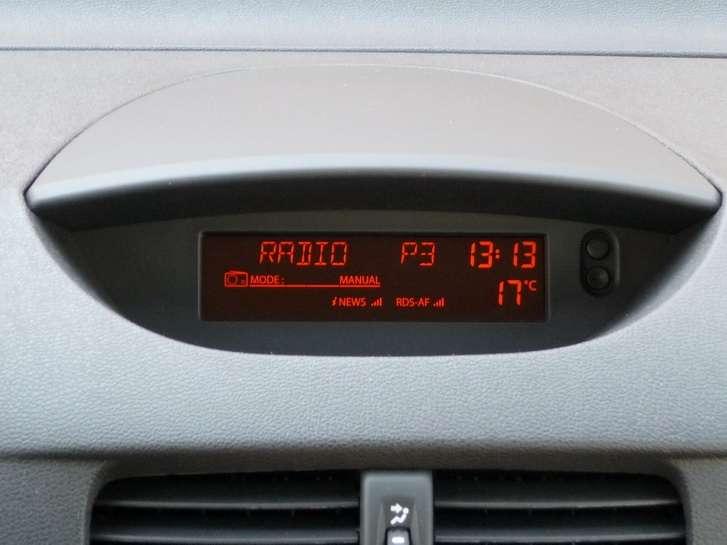 RADIO P3 13:13
MODE: MANUAL 17°C
i NEWS RDS-AF